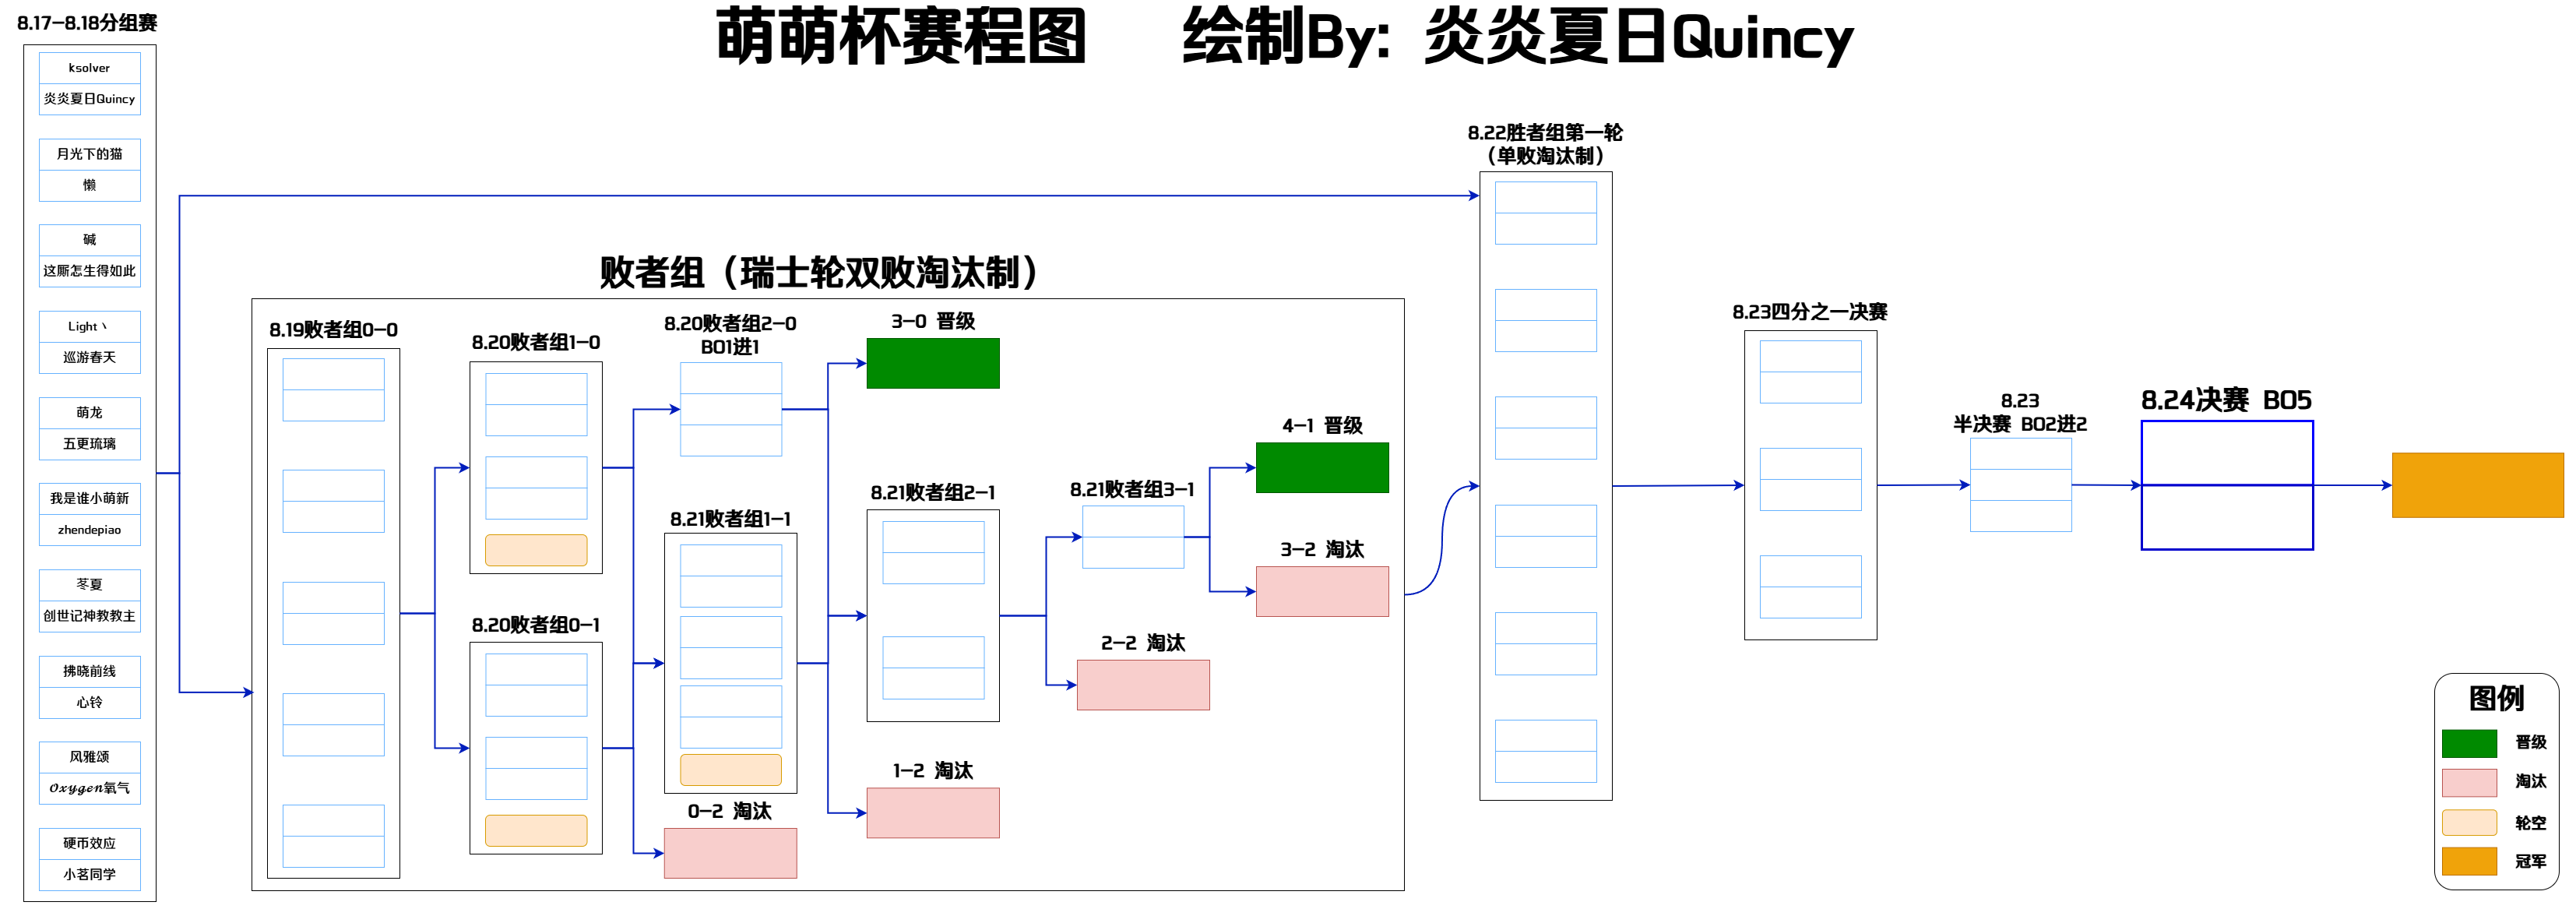 萌萌杯赛程图 绘制By: 炎炎夏日Quincy
8.17-8.18分组赛
ksolver
炎炎夏日Quincy
月光下的猫
懒
碱
这厮怎生得如此
Light丶
巡游春天
萌龙
五更琉璃
我是谁小萌新
zhendepiao
苳夏
创世记神教教主
拂晓前线
心铃
风雅颂
𝓞𝔁𝔂𝓰𝓮𝓷氧气
硬币效应
小茗同学
败者组（瑞士轮双败淘汰制）
8.19败者组0-0
8.20败者组1-0
8.20败者组0-1
8.20败者组2-0
BO1进1
8.21败者组1-1
0-2 淘汰
3-0 晋级
8.21败者组2-1
1-2 淘汰
8.21败者组3-1
2-2 淘汰
4-1 晋级
3-2 淘汰
8.22胜者组第一轮
（单败淘汰制）
8.23四分之一决赛
8.23
半决赛 BO2进2
8.24决赛 BO5
图例
晋级
淘汰
轮空
冠军